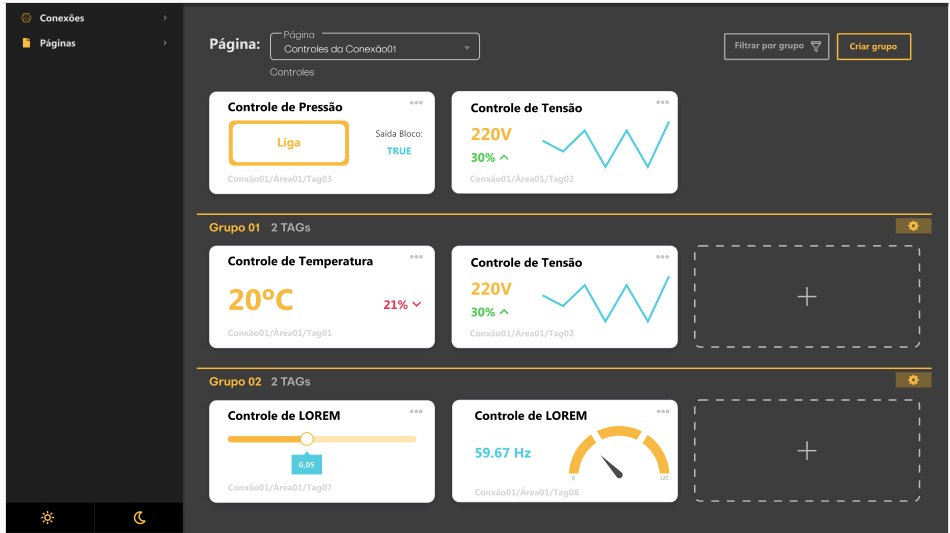 Conexões
Páginas
Página:
Página
Controles da Conexão01
Controles
Filtrar por grupo
Criar grupo
Controle de Pressão
Liga
Saída Bloco:
TRUE
Conxão01/Área01/Tag03
Controle de Tensão
220V
30%
Conxão01/Área01/Tag02
Grupo 01 2 TAGs
Controle de Temperatura
20ºC
21%
Conxão01/Área01/Tag01
Controle de Tensão
220V
30%
Conxão01/Área01/Tag02
Grupo 02 2 TAGs
Controle de LOREM
0,05
Conxão01/Área01/Tag07
Controle de LOREM
59.67 Hz
0 120
Conxão01/Área01/Tag08